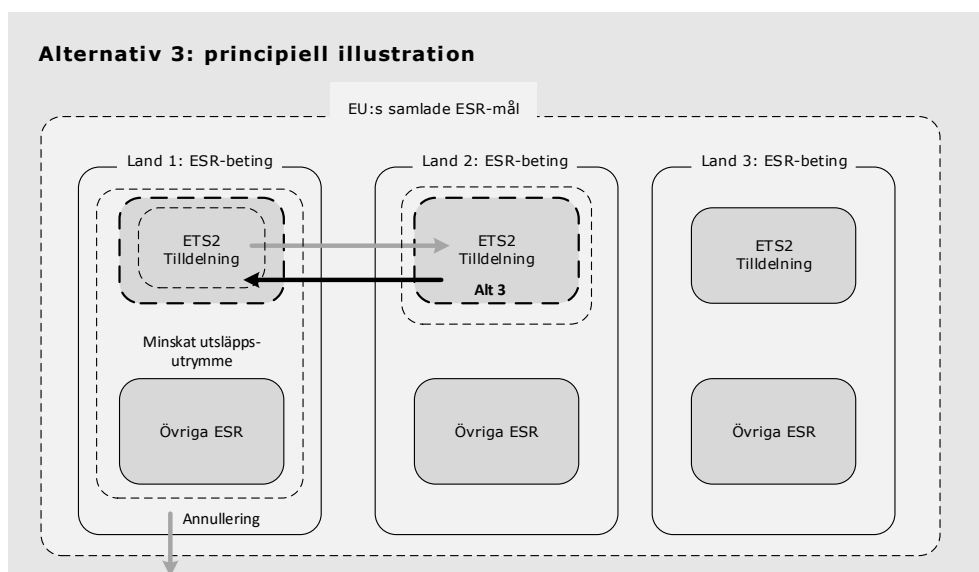 Alternativ 3: principiell illustration
EU:s samlade ESR-mål
Land 1: ESR-beting
ETS2
Tilldelning
Minskat utsläpps-
utrymme
Övriga ESR
Annullering
Land 2: ESR-beting
ETS2
Tilldelning
Alt 3
Övriga ESR
Land 3: ESR-beting
ETS2
Tilldelning
Övriga ESR